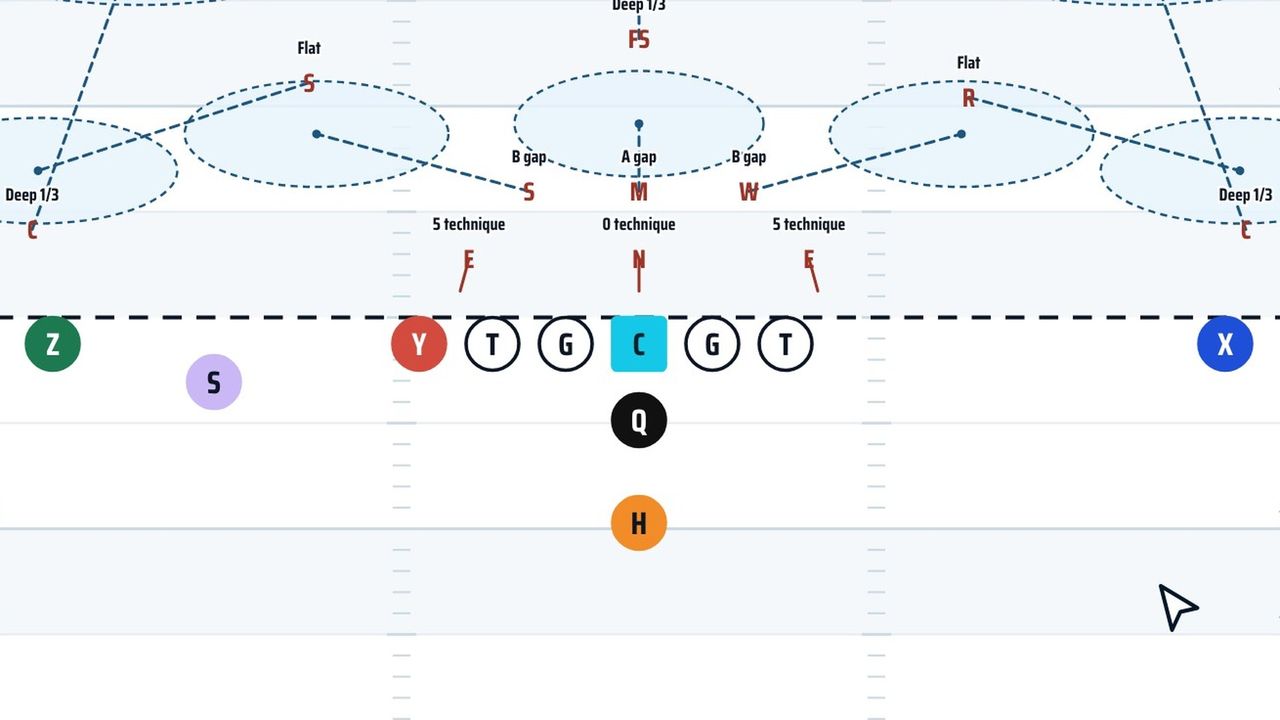 Deep 1/3
FS
Flat
S
Flat
R
B gap
A gap
B gap
S
M
W
Deep 1/3
Deep 1/3
C
C
5 technique
0 technique
5 technique
E
N
E
Z
Y
T
G
C
G
T
X
S
Q
H